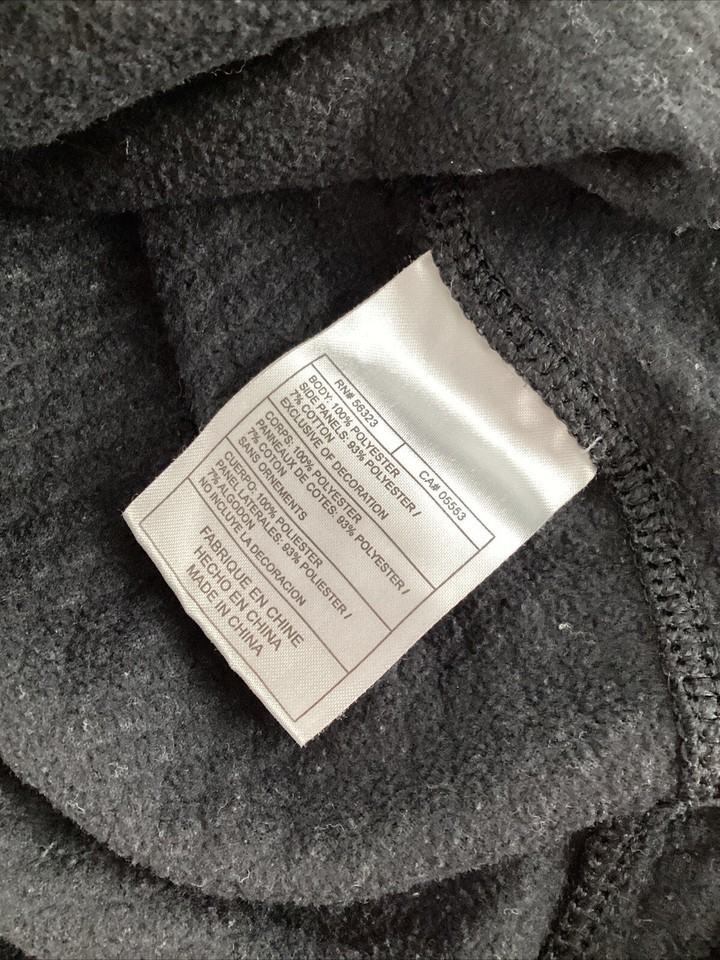 RN# 56323 CA# 05553
BODY: 100% POLYESTER
SIDE PANELS: 93% POLYESTER /
7% COTTON
EXCLUSIVE OF DECORATION
CORPS: 100% POLYESTER
PANNEAUX DE COTES: 93% POLYESTER /
7% COTON
SANS ORNEMENTS
CUERPO: 100% POLIESTER
PANEL LATERALES: 93% POLIESTER /
7% ALGODON
NO INCLUYE LA DECORACION
FABRIQUE EN CHINE
HECHO EN CHINA
MADE IN CHINA